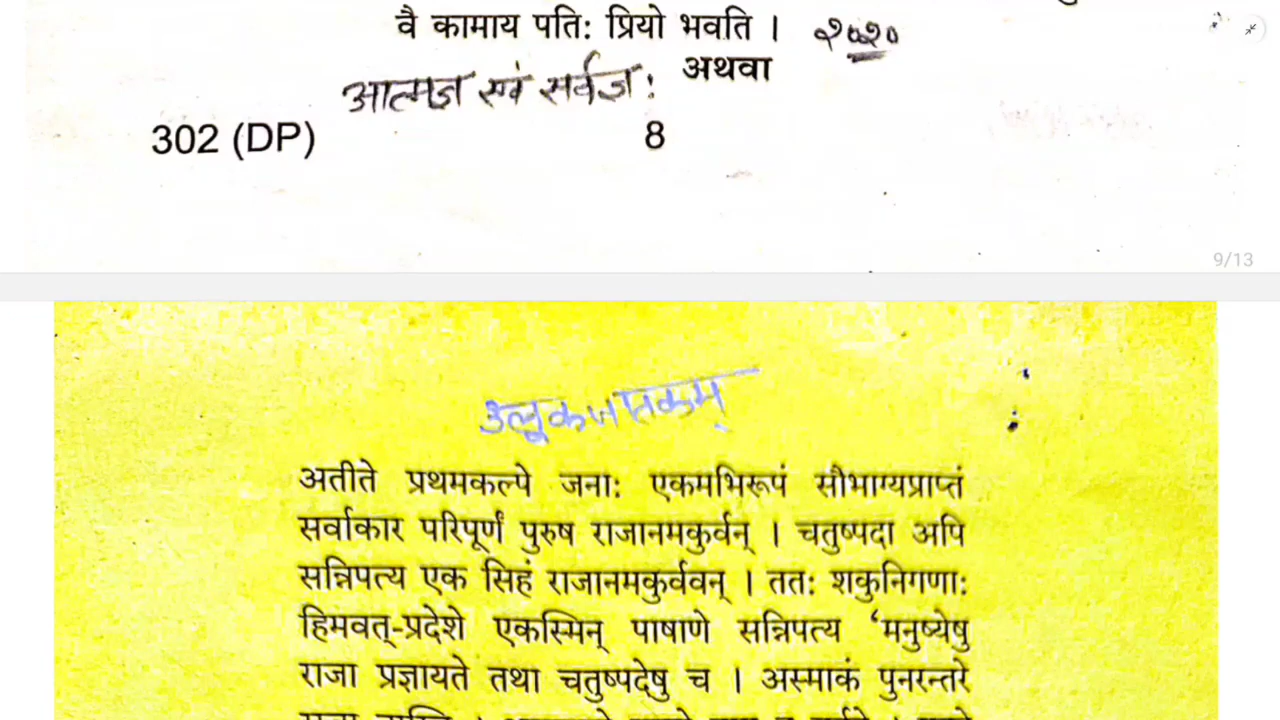 वै कामाय पतिः प्रियो भवति । २०२०
आत्मज्ञ एवं सर्वज्ञः अथवा
302 (DP) 8
9/13
उलूकजातकम्
अतीते प्रथमकल्पे जनाः एकमभिरूपं सौभाग्यप्राप्तं
सर्वाकार परिपूर्णं पुरुष राजानमकुर्वन् । चतुष्पदा अपि
सन्निपत्य एक सिहं राजानमकुर्ववन् । ततः शकुनिगणाः
हिमवत्-प्रदेशे एकस्मिन् पाषाणे सन्निपत्य ‘मनुष्येषु
राजा प्रज्ञायते तथा चतुष्पदेषु च । अस्माकं पुनरन्तरे